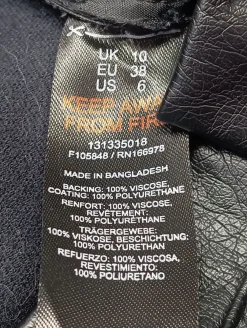 UK 10
EU 38
US 6
KEEP AWAY
FROM FIRE
131335018
F105848 / RN166978
MADE IN BANGLADESH
BACKING: 100% VISCOSE,
COATING: 100% POLYURETHANE
RENFORT: 100% VISCOSE,
REVÊTEMENT:
100% POLYURETHANE
TRÄGERGEWEBE:
100% VISKOSE, BESCHICHTUNG:
100% POLYURETHAN
REFUERZO: 100% VISCOSA,
REVESTIMIENTO:
100% POLIURETANO